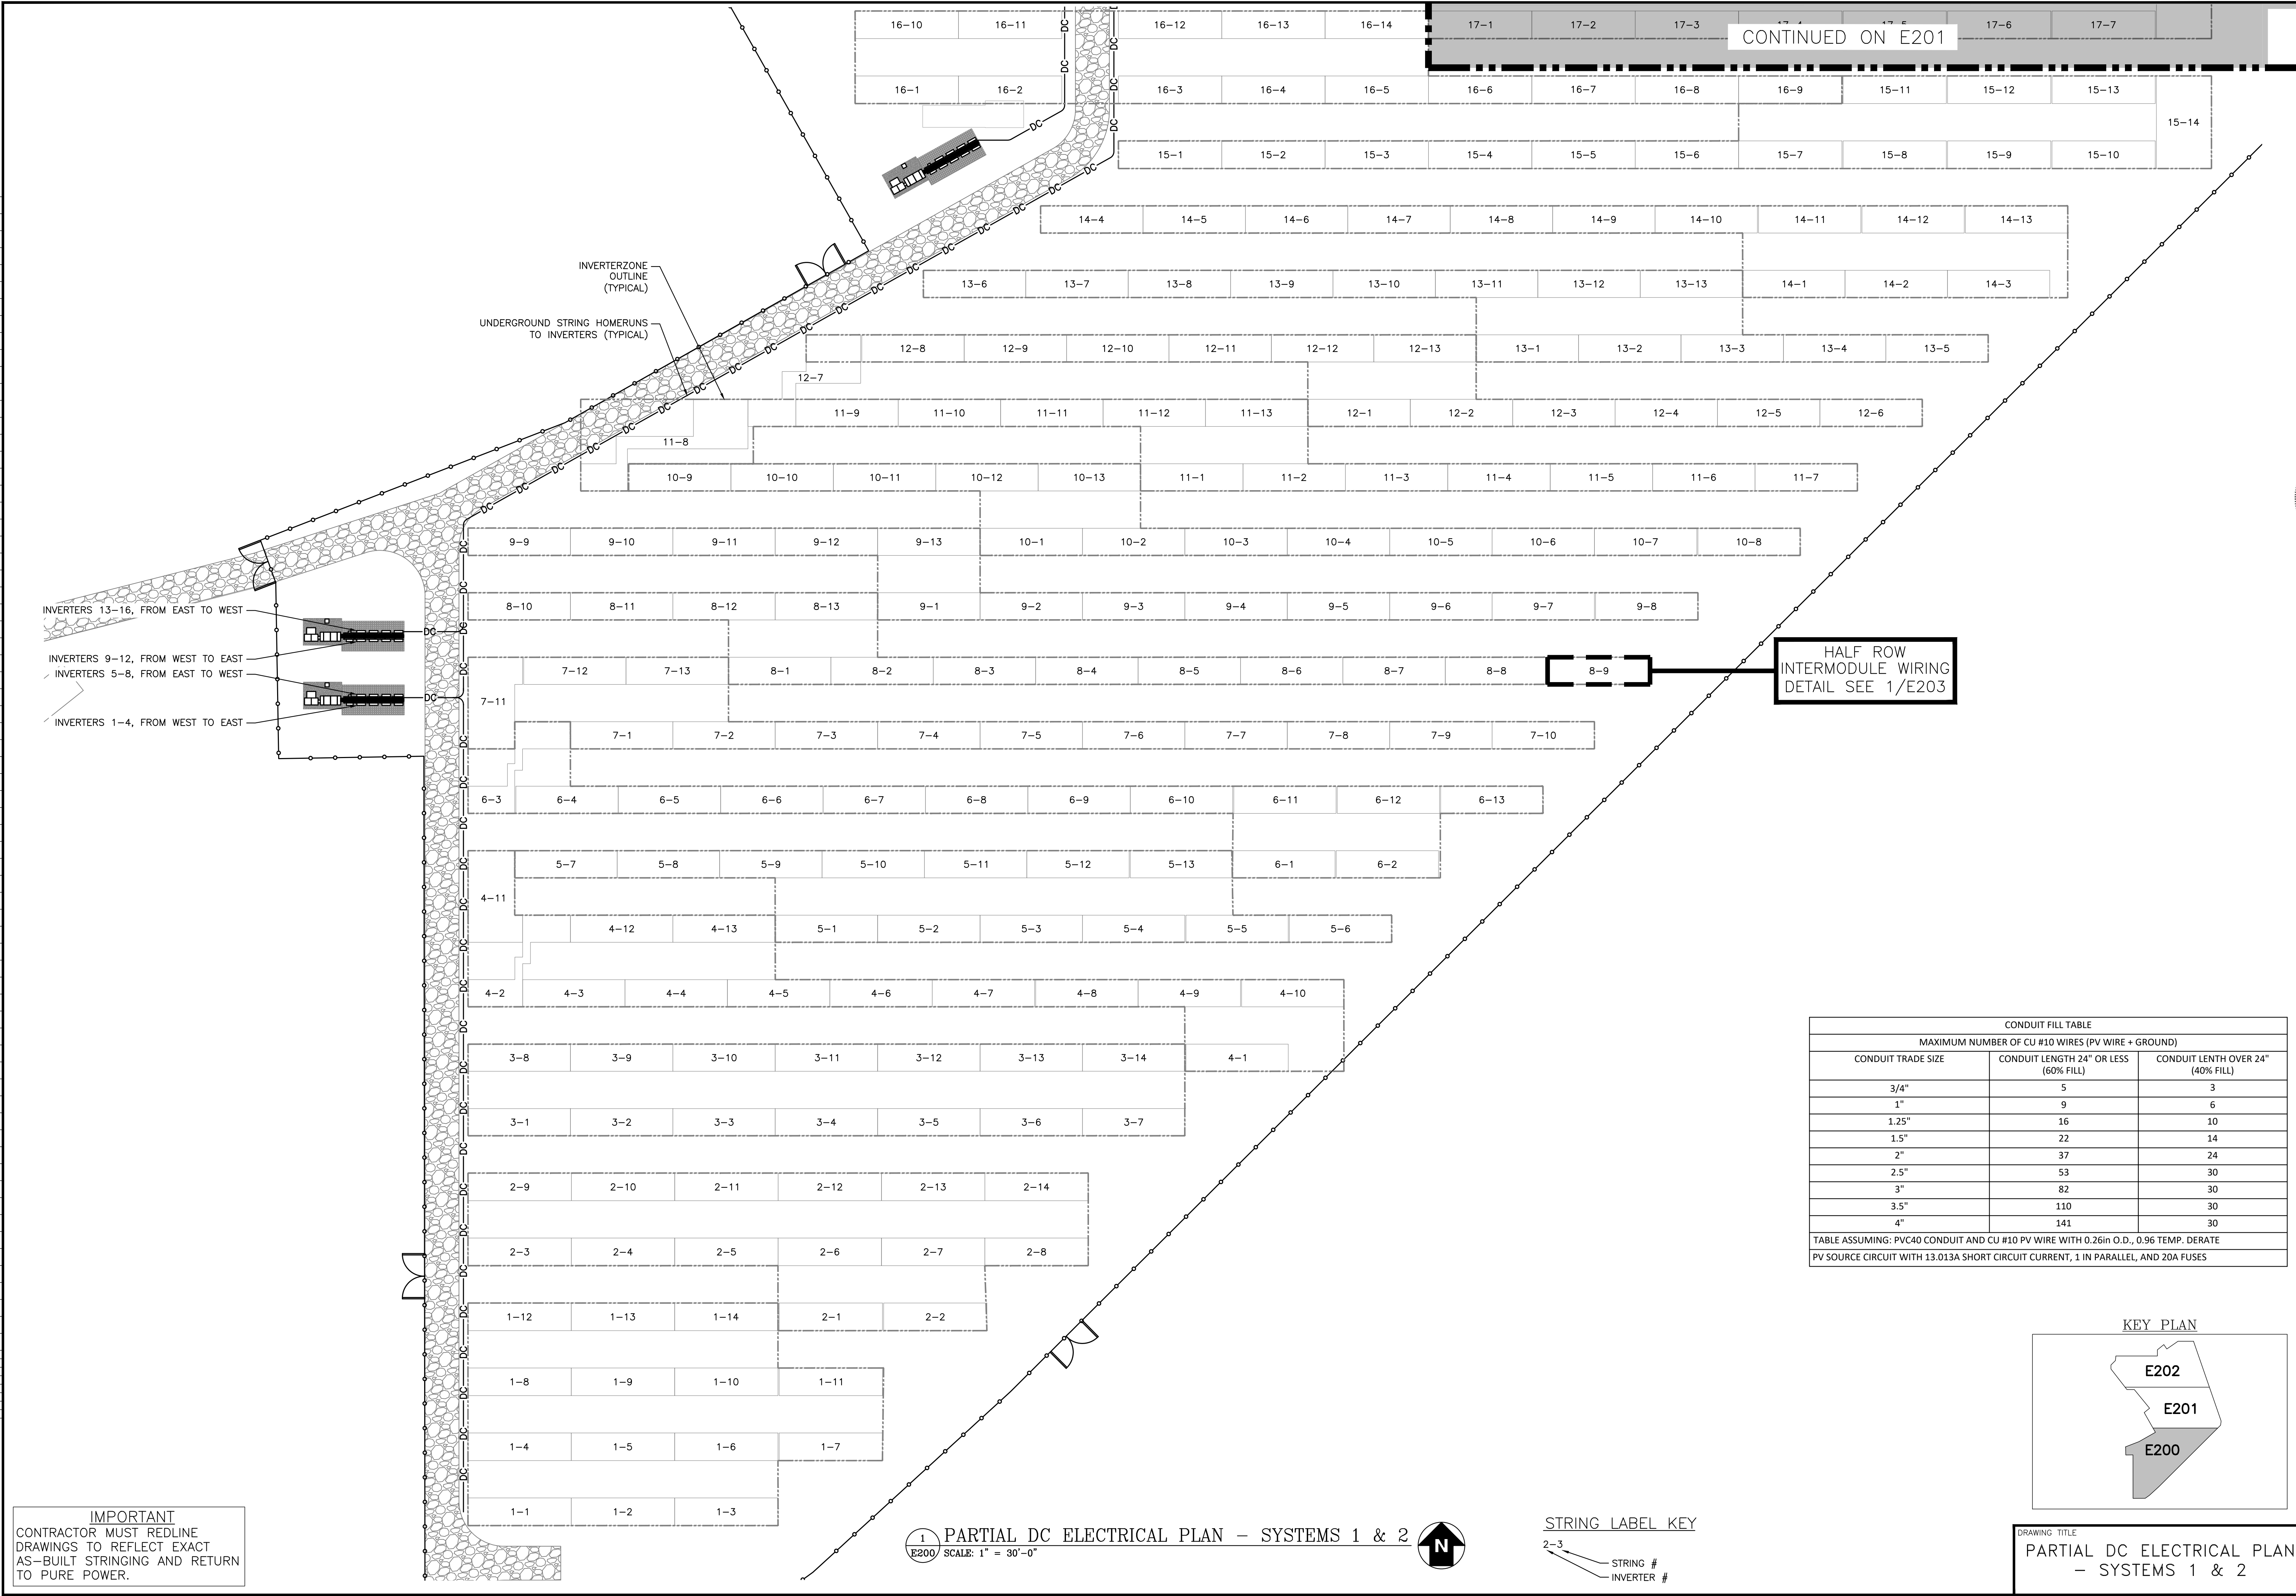 16-10 16-11 16-12 16-13 16-14 17-1 17-2 17-3 17-4 17-5 17-6 17-7
CONTINUED ON E201
16-1 16-2 16-3 16-4 16-5 16-6 16-7 16-8 16-9 15-11 15-12 15-13
15-14
15-1 15-2 15-3 15-4 15-5 15-6 15-7 15-8 15-9 15-10
14-4 14-5 14-6 14-7 14-8 14-9 14-10 14-11 14-12 14-13
INVERTERZONE
OUTLINE
(TYPICAL)
13-6 13-7 13-8 13-9 13-10 13-11 13-12 13-13 14-1 14-2 14-3
UNDERGROUND STRING HOMERUNS
TO INVERTERS (TYPICAL)
12-8 12-9 12-10 12-11 12-12 12-13 13-1 13-2 13-3 13-4 13-5
12-7
11-9 11-10 11-11 11-12 11-13 12-1 12-2 12-3 12-4 12-5 12-6
11-8
10-9 10-10 10-11 10-12 10-13 11-1 11-2 11-3 11-4 11-5 11-6 11-7
9-9 9-10 9-11 9-12 9-13 10-1 10-2 10-3 10-4 10-5 10-6 10-7 10-8
8-10 8-11 8-12 8-13 9-1 9-2 9-3 9-4 9-5 9-6 9-7 9-8
INVERTERS 13-16, FROM EAST TO WEST
INVERTERS 9-12, FROM WEST TO EAST
INVERTERS 5-8, FROM EAST TO WEST
INVERTERS 1-4, FROM WEST TO EAST
DC
7-12 7-13 8-1 8-2 8-3 8-4 8-5 8-6 8-7 8-8 8-9
HALF ROW
INTERMODULE WIRING
DETAIL SEE 1/E203
7-11
7-1 7-2 7-3 7-4 7-5 7-6 7-7 7-8 7-9 7-10
6-3 6-4 6-5 6-6 6-7 6-8 6-9 6-10 6-11 6-12 6-13
5-7 5-8 5-9 5-10 5-11 5-12 5-13 6-1 6-2
4-11
4-12 4-13 5-1 5-2 5-3 5-4 5-5 5-6
4-2 4-3 4-4 4-5 4-6 4-7 4-8 4-9 4-10
3-8 3-9 3-10 3-11 3-12 3-13 3-14 4-1
3-1 3-2 3-3 3-4 3-5 3-6 3-7
2-9 2-10 2-11 2-12 2-13 2-14
2-3 2-4 2-5 2-6 2-7 2-8
1-12 1-13 1-14 2-1 2-2
1-8 1-9 1-10 1-11
1-4 1-5 1-6 1-7
1-1 1-2 1-3
CONDUIT FILL TABLE
MAXIMUM NUMBER OF CU #10 WIRES (PV WIRE + GROUND)
CONDUIT TRADE SIZE CONDUIT LENGTH 24" OR LESS (60% FILL) CONDUIT LENTH OVER 24" (40% FILL)
3/4" 5 3
1" 9 6
1.25" 16 10
1.5" 22 14
2" 37 24
2.5" 53 30
3" 82 30
3.5" 110 30
4" 141 30
TABLE ASSUMING: PVC40 CONDUIT AND CU #10 PV WIRE WITH 0.26in O.D., 0.96 TEMP. DERATE
PV SOURCE CIRCUIT WITH 13.013A SHORT CIRCUIT CURRENT, 1 IN PARALLEL, AND 20A FUSES
KEY PLAN
E202
E201
E200
IMPORTANT
CONTRACTOR MUST REDLINE
DRAWINGS TO REFLECT EXACT
AS-BUILT STRINGING AND RETURN
TO PURE POWER.
1 PARTIAL DC ELECTRICAL PLAN - SYSTEMS 1 & 2
E200 SCALE: 1" = 30'-0"
N
STRING LABEL KEY
2-3
STRING #
INVERTER #
DRAWING TITLE
PARTIAL DC ELECTRICAL PLAN
- SYSTEMS 1 & 2